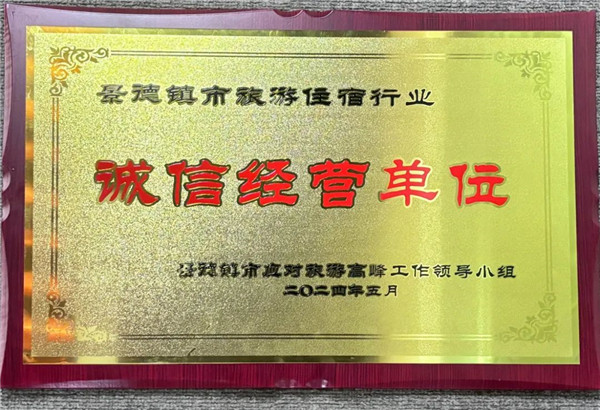 景德镇市旅游住宿行业
诚信经营单位
景德镇市应对旅游高峰工作领导小组
二〇二四年五月